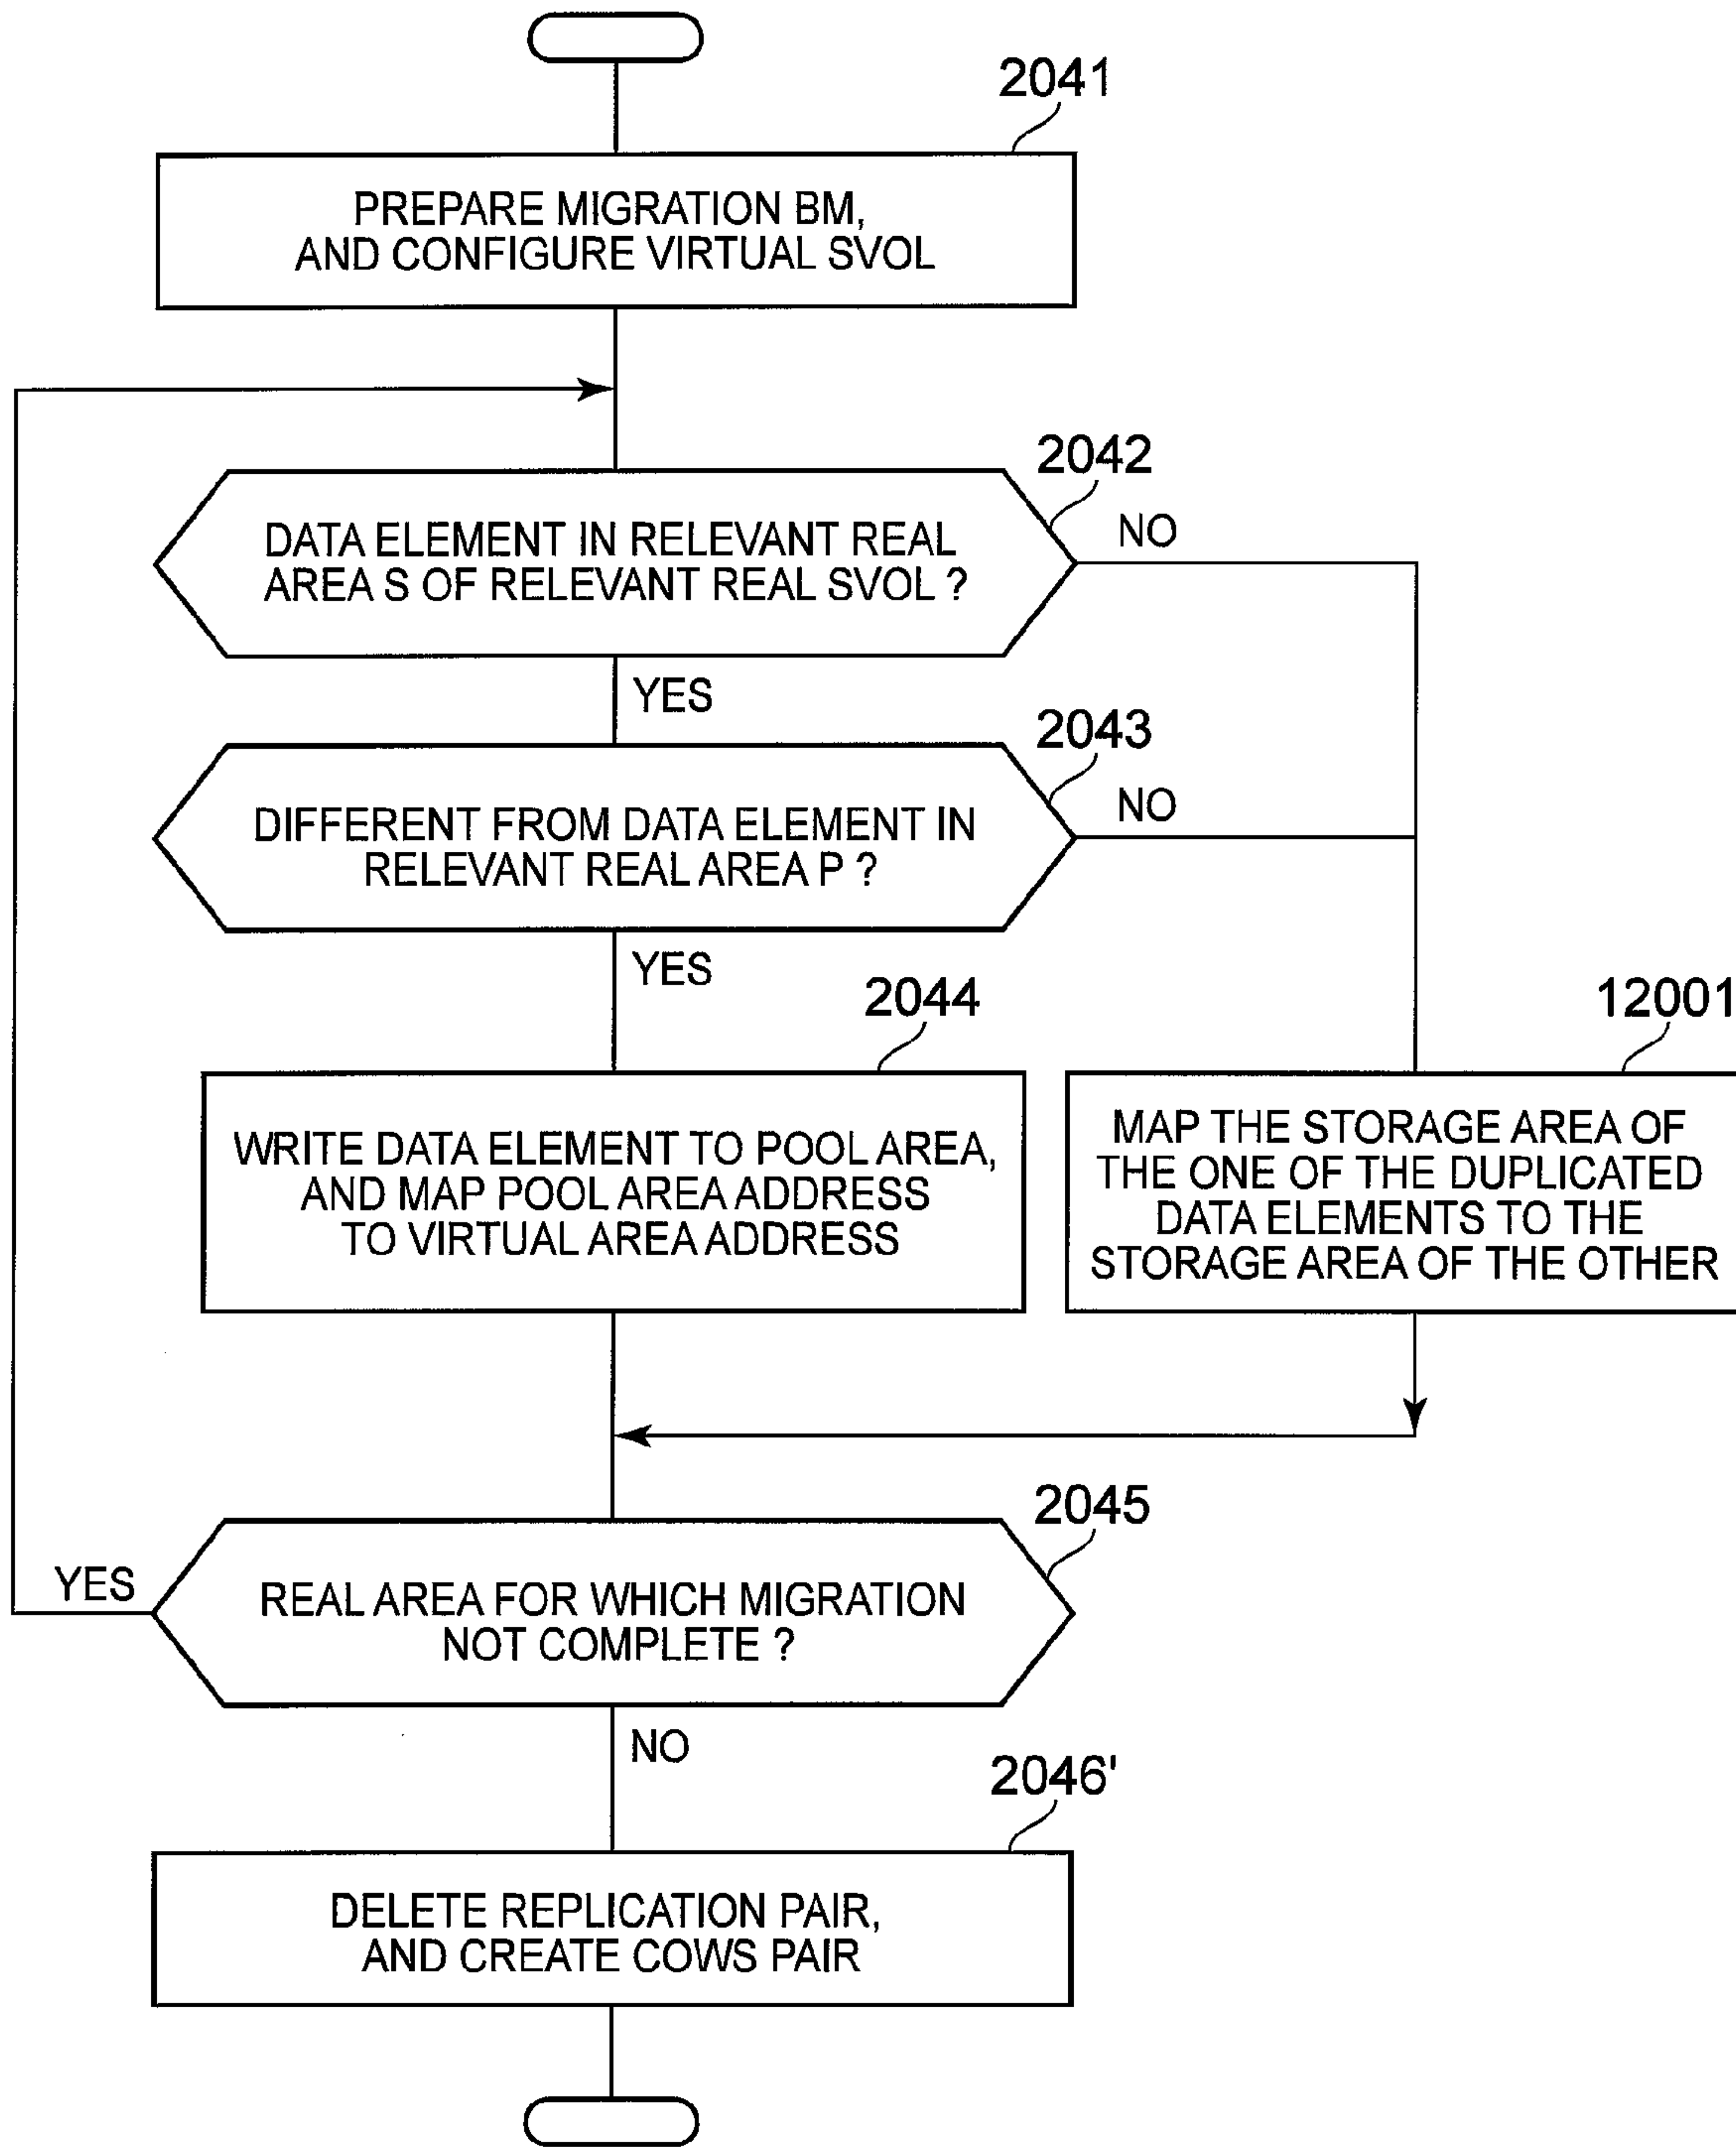 2041
PREPARE MIGRATION BM,
AND CONFIGURE VIRTUAL SVOL
2042
DATA ELEMENT IN RELEVANT REAL
AREA S OF RELEVANT REAL SVOL ?
NO
YES
2043
DIFFERENT FROM DATA ELEMENT IN
RELEVANT REAL AREA P ?
NO
YES
2044
WRITE DATA ELEMENT TO POOL AREA,
AND MAP POOL AREA ADDRESS
TO VIRTUAL AREA ADDRESS
12001
MAP THE STORAGE AREA OF
THE ONE OF THE DUPLICATED
DATA ELEMENTS TO THE
STORAGE AREA OF THE OTHER
2045
YES
REAL AREA FOR WHICH MIGRATION
NOT COMPLETE ?
NO
2046'
DELETE REPLICATION PAIR,
AND CREATE COWS PAIR